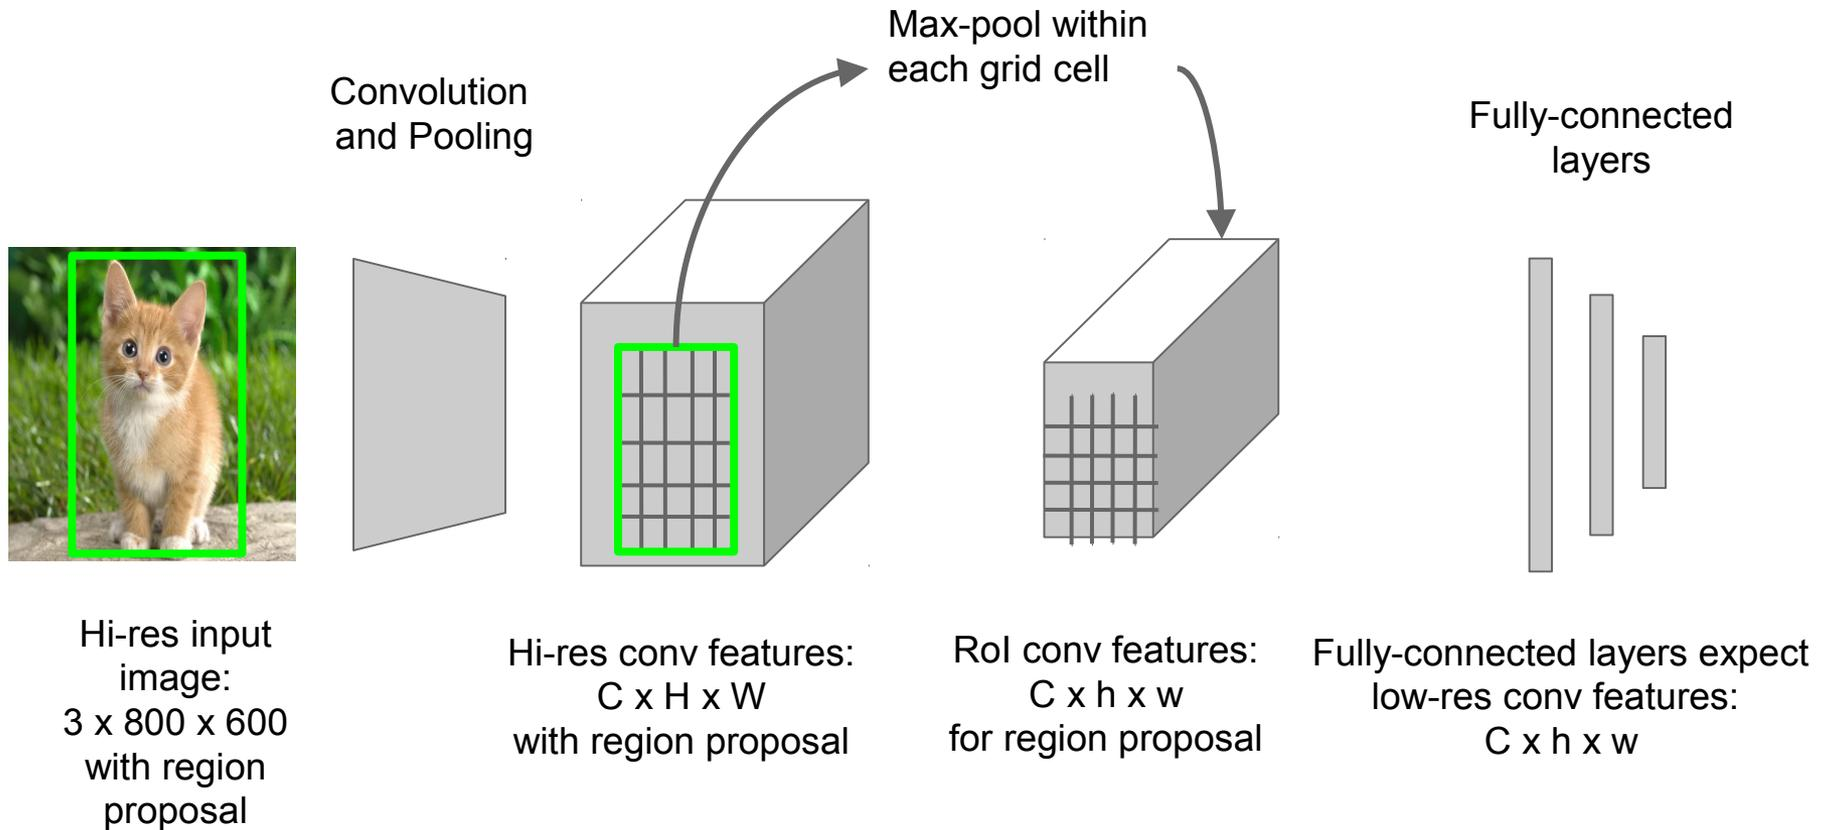 Max-pool within
each grid cell
Convolution
and Pooling
Fully-connected
layers
Hi-res input
image:
3 x 800 x 600
with region
proposal
Hi-res conv features:
C x H x W
with region proposal
RoI conv features:
C x h x w
for region proposal
Fully-connected layers expect
low-res conv features:
C x h x w